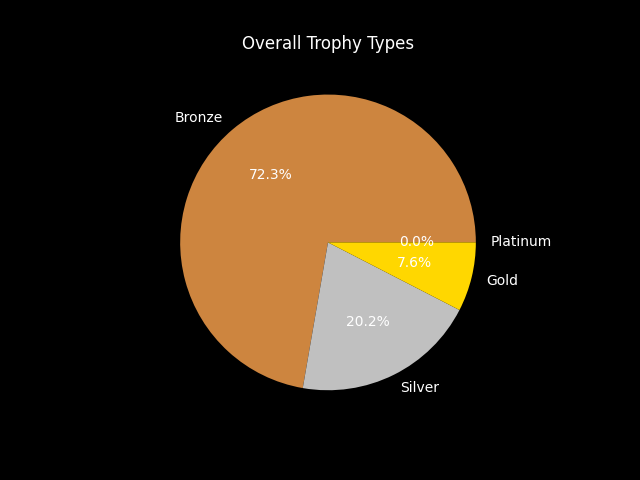 Overall Trophy Types
Bronze
72.3%
0.0%
Platinum
7.6%
Gold
20.2%
Silver